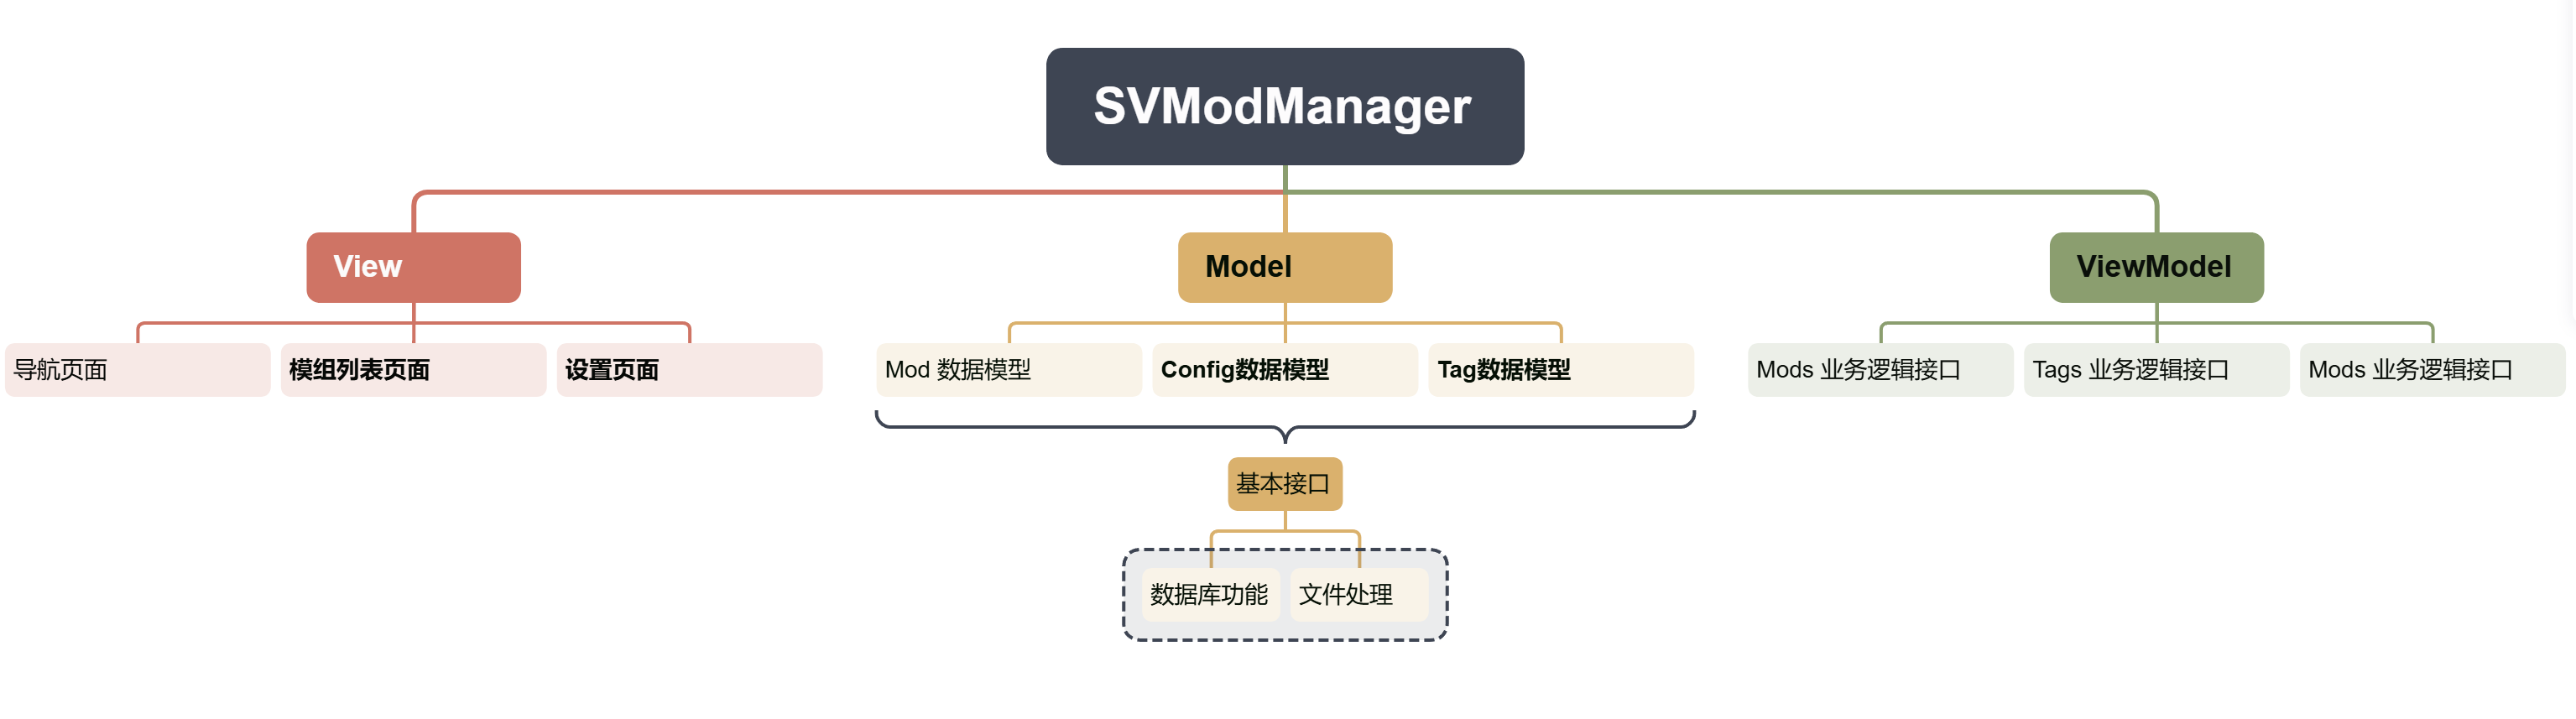 SVModManager
View
Model
ViewModel
导航页面
模组列表页面
设置页面
Mod 数据模型
Config数据模型
Tag数据模型
Mods 业务逻辑接口
Tags 业务逻辑接口
Mods 业务逻辑接口
基本接口
数据库功能
文件处理